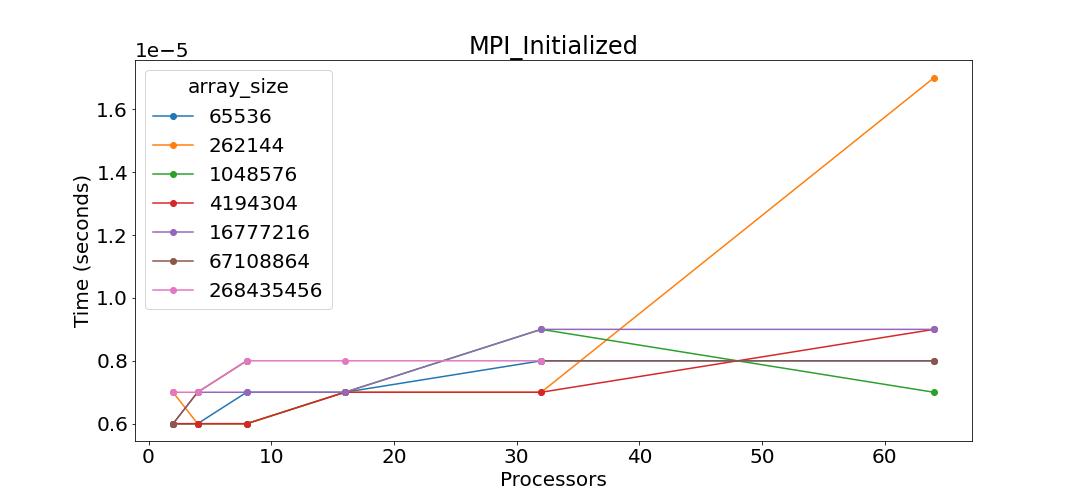 MPI_Initialized
1e−5
array_size
65536
262144
1048576
4194304
16777216
67108864
268435456
Time (seconds)
1.6
1.4
1.2
1.0
0.8
0.6
0 10 20 30 40 50 60
Processors